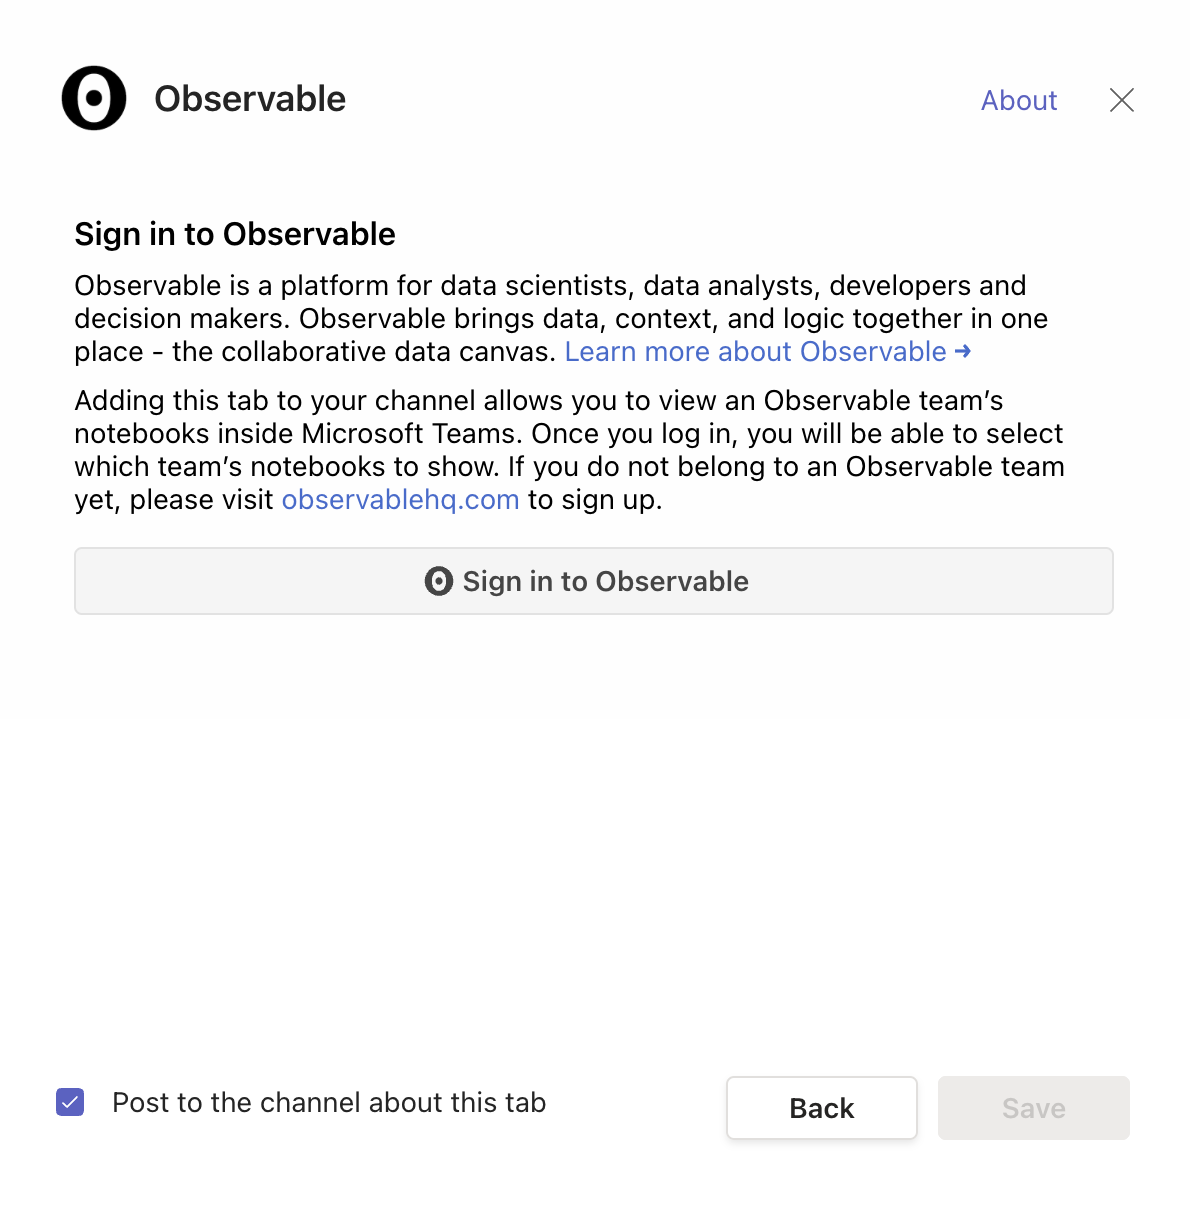 Observable
About
Sign in to Observable
Observable is a platform for data scientists, data analysts, developers and
decision makers. Observable brings data, context, and logic together in one
place - the collaborative data canvas. Learn more about Observable ➔
Adding this tab to your channel allows you to view an Observable team’s
notebooks inside Microsoft Teams. Once you log in, you will be able to select
which team’s notebooks to show. If you do not belong to an Observable team
yet, please visit observablehq.com to sign up.
Sign in to Observable
Post to the channel about this tab
Back
Save